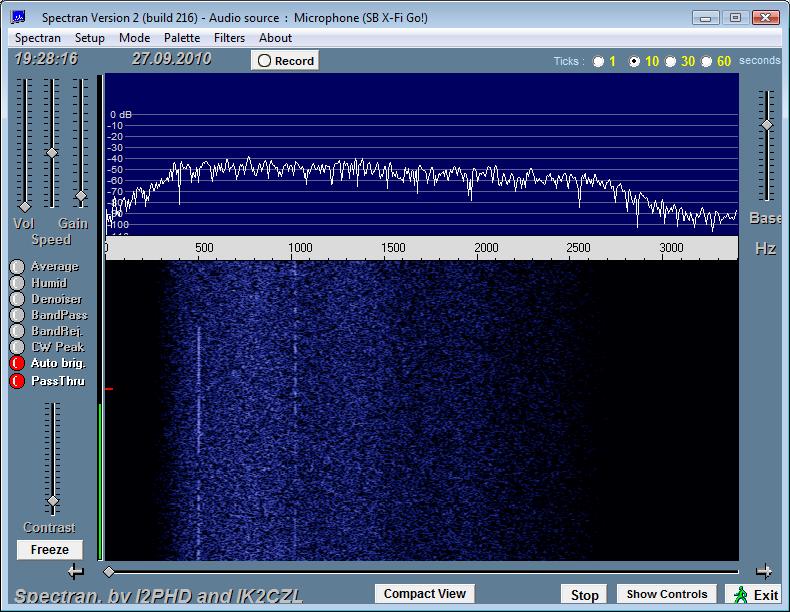 Spectran Version 2 (build 216) - Audio source : Microphone (SB X-Fi Go!)
Spectran Setup Mode Palette Filters About
19:28:16 27.09.2010 Record Ticks : 1 10 30 60 seconds
0 dB
-10
-20
-30
-40
-50
-60
-70
-80
-90
-100
-110
Vol Gain
Speed
Base
0 500 1000 1500 2000 2500 3000 Hz
Average
Humid
Denoiser
BandPass
BandRej.
CW Peak
Auto brig.
PassThru
Contrast
Freeze
Spectran. by I2PHD and IK2CZL Compact View Stop Show Controls Exit